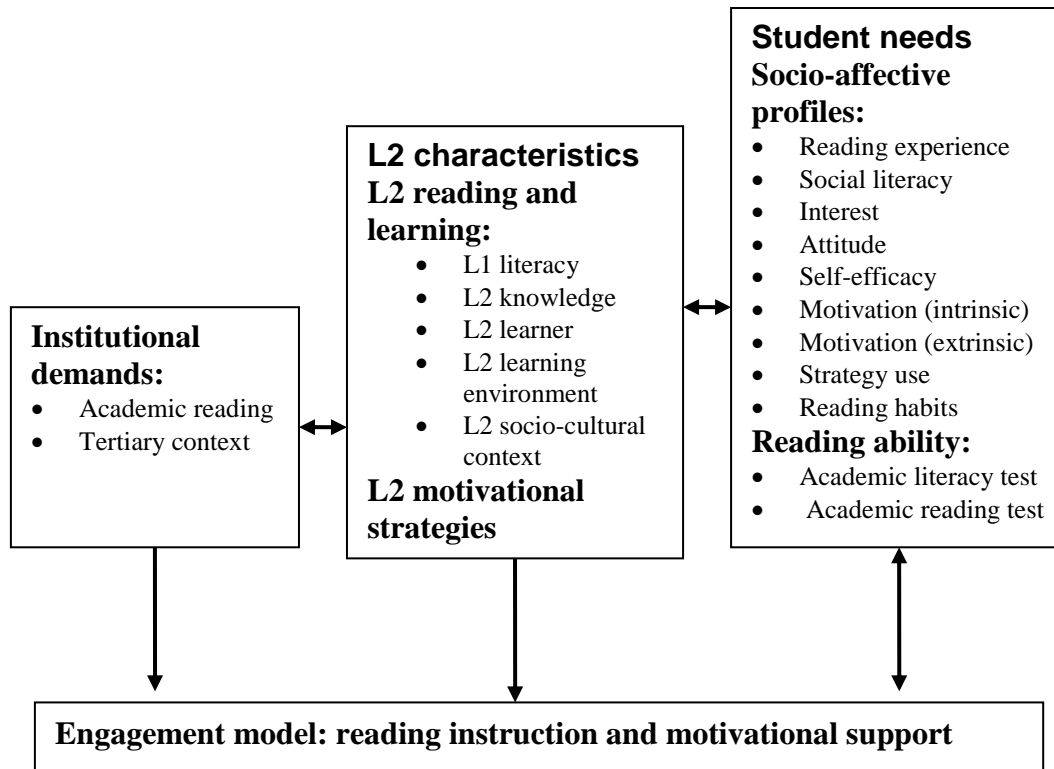 Institutional
demands:
• Academic reading
• Tertiary context
L2 characteristics
L2 reading and
learning:
• L1 literacy
• L2 knowledge
• L2 learner
• L2 learning
environment
• L2 socio-cultural
context
L2 motivational
strategies
Student needs
Socio-affective
profiles:
• Reading experience
• Social literacy
• Interest
• Attitude
• Self-efficacy
• Motivation (intrinsic)
• Motivation (extrinsic)
• Strategy use
• Reading habits
Reading ability:
• Academic literacy test
• Academic reading test
Engagement model: reading instruction and motivational support